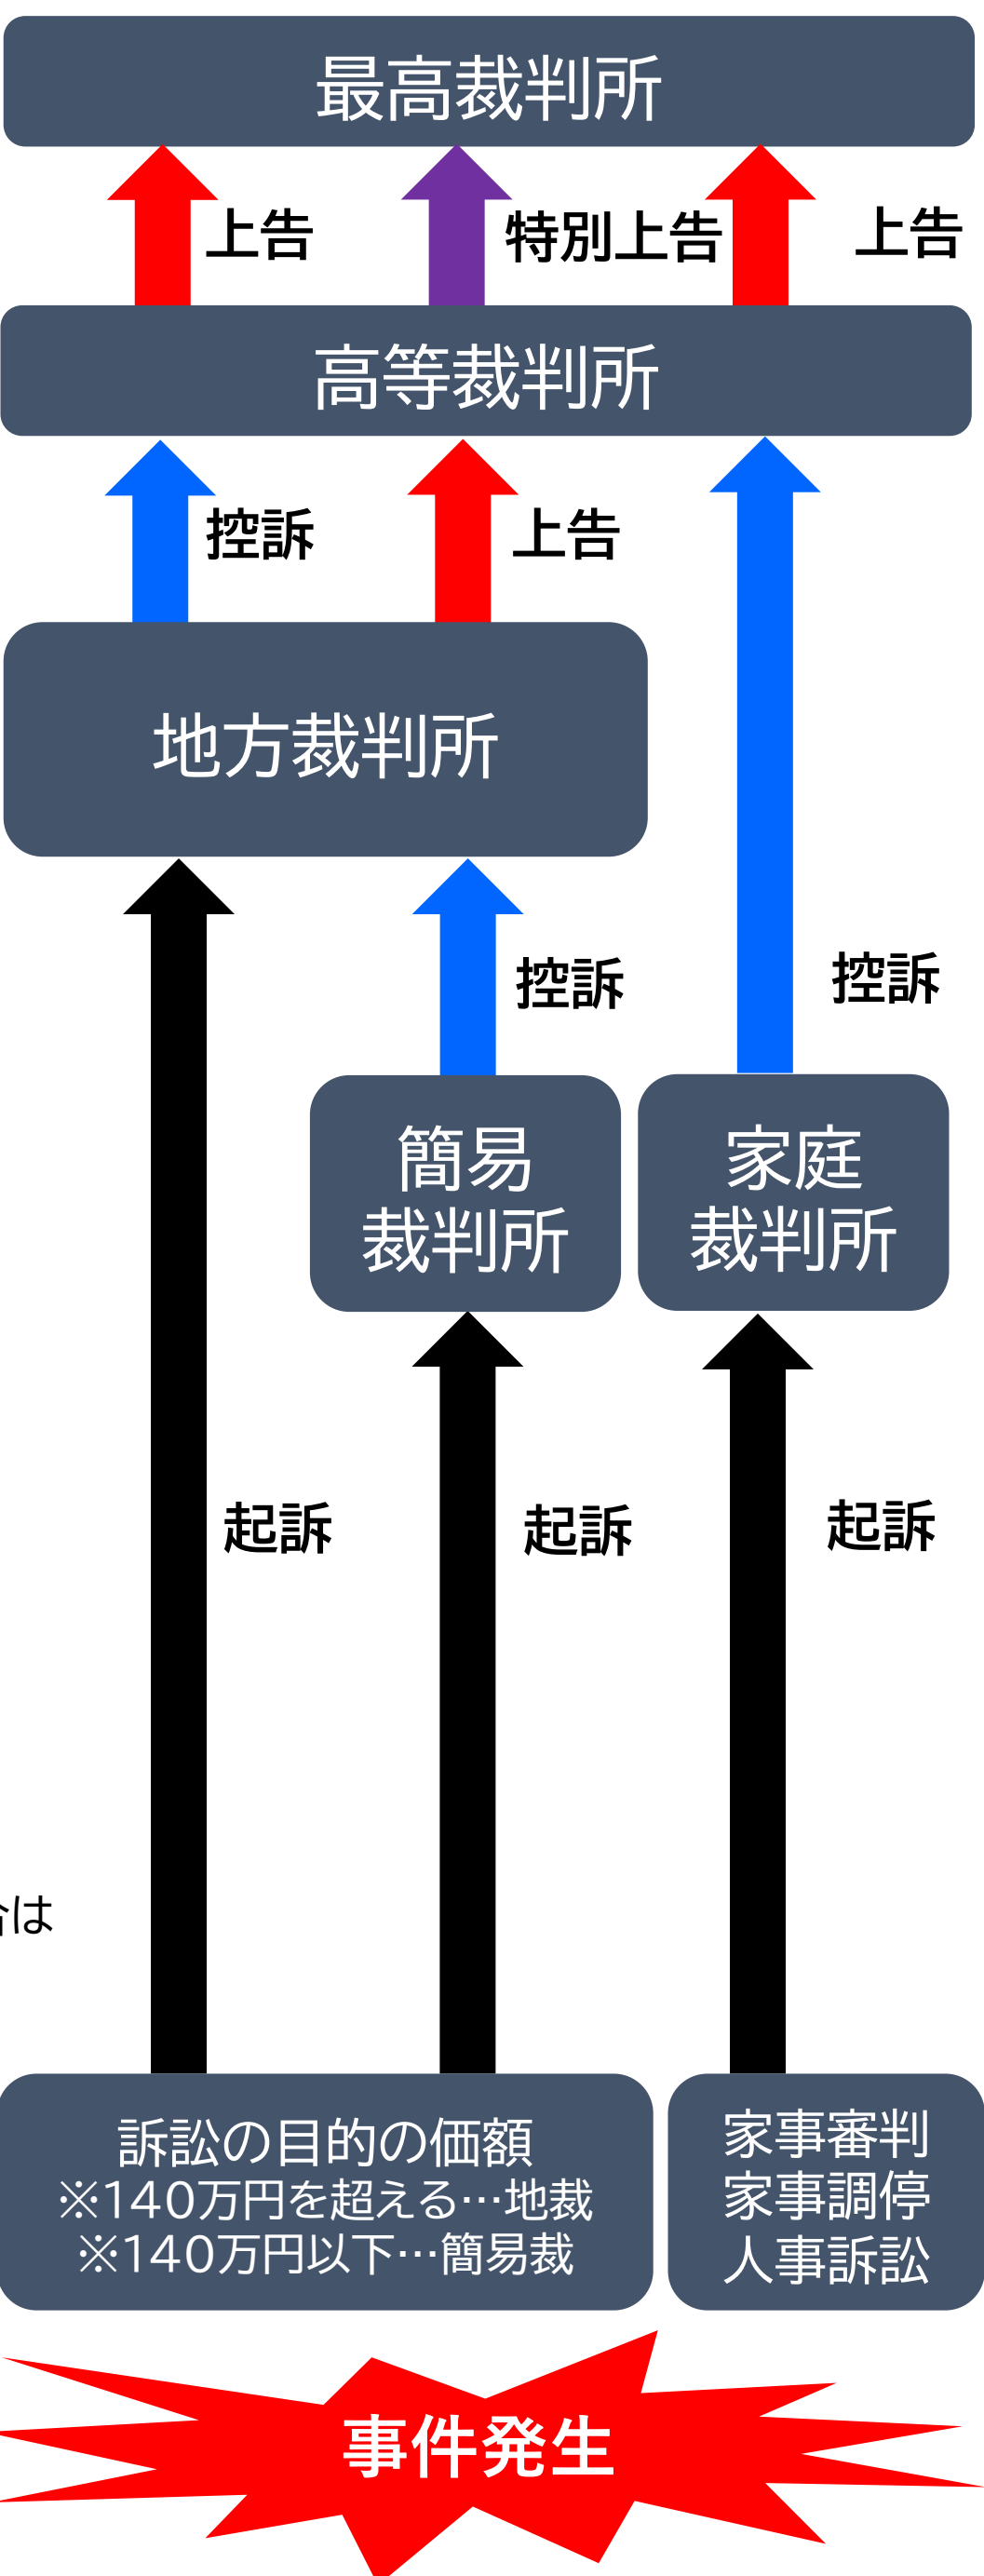 最高裁判所
上告
特別上告
上告
高等裁判所
控訴
上告
地方裁判所
控訴
控訴
簡易
裁判所
家庭
裁判所
起訴
起訴
起訴
は
訴訟の目的の価額
※140万円を超える…地裁
※140万円以下…簡易裁
家事審判
家事調停
人事訴訟
事件発生